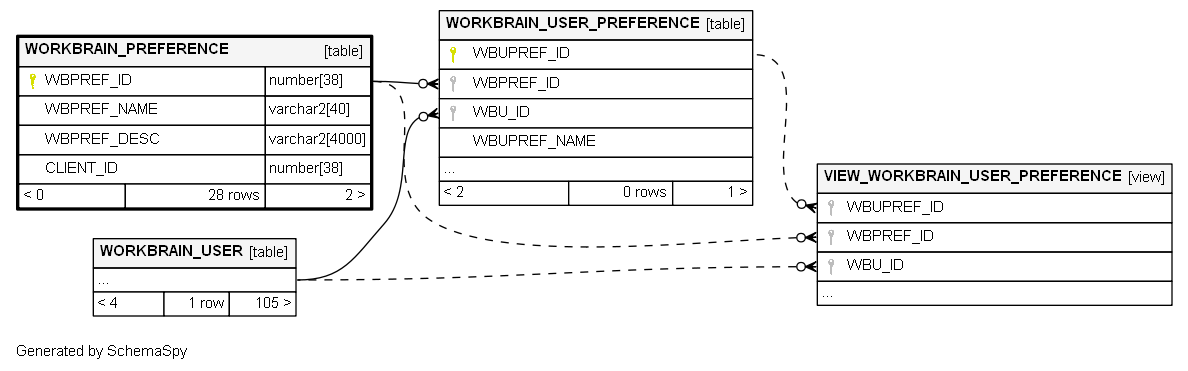 WORKBRAIN_PREFERENCE [table]
WBPREF_ID number[38]
WBPREF_NAME varchar2[40]
WBPREF_DESC varchar2[4000]
CLIENT_ID number[38]
< 0 28 rows 2 >
WORKBRAIN_USER_PREFERENCE [table]
WBUPREF_ID
WBPREF_ID
WBU_ID
WBUPREF_NAME
...
< 2 0 rows 1 >
VIEW_WORKBRAIN_USER_PREFERENCE [view]
WBUPREF_ID
WBPREF_ID
WBU_ID
...
WORKBRAIN_USER [table]
...
< 4 1 row 105 >
Generated by SchemaSpy